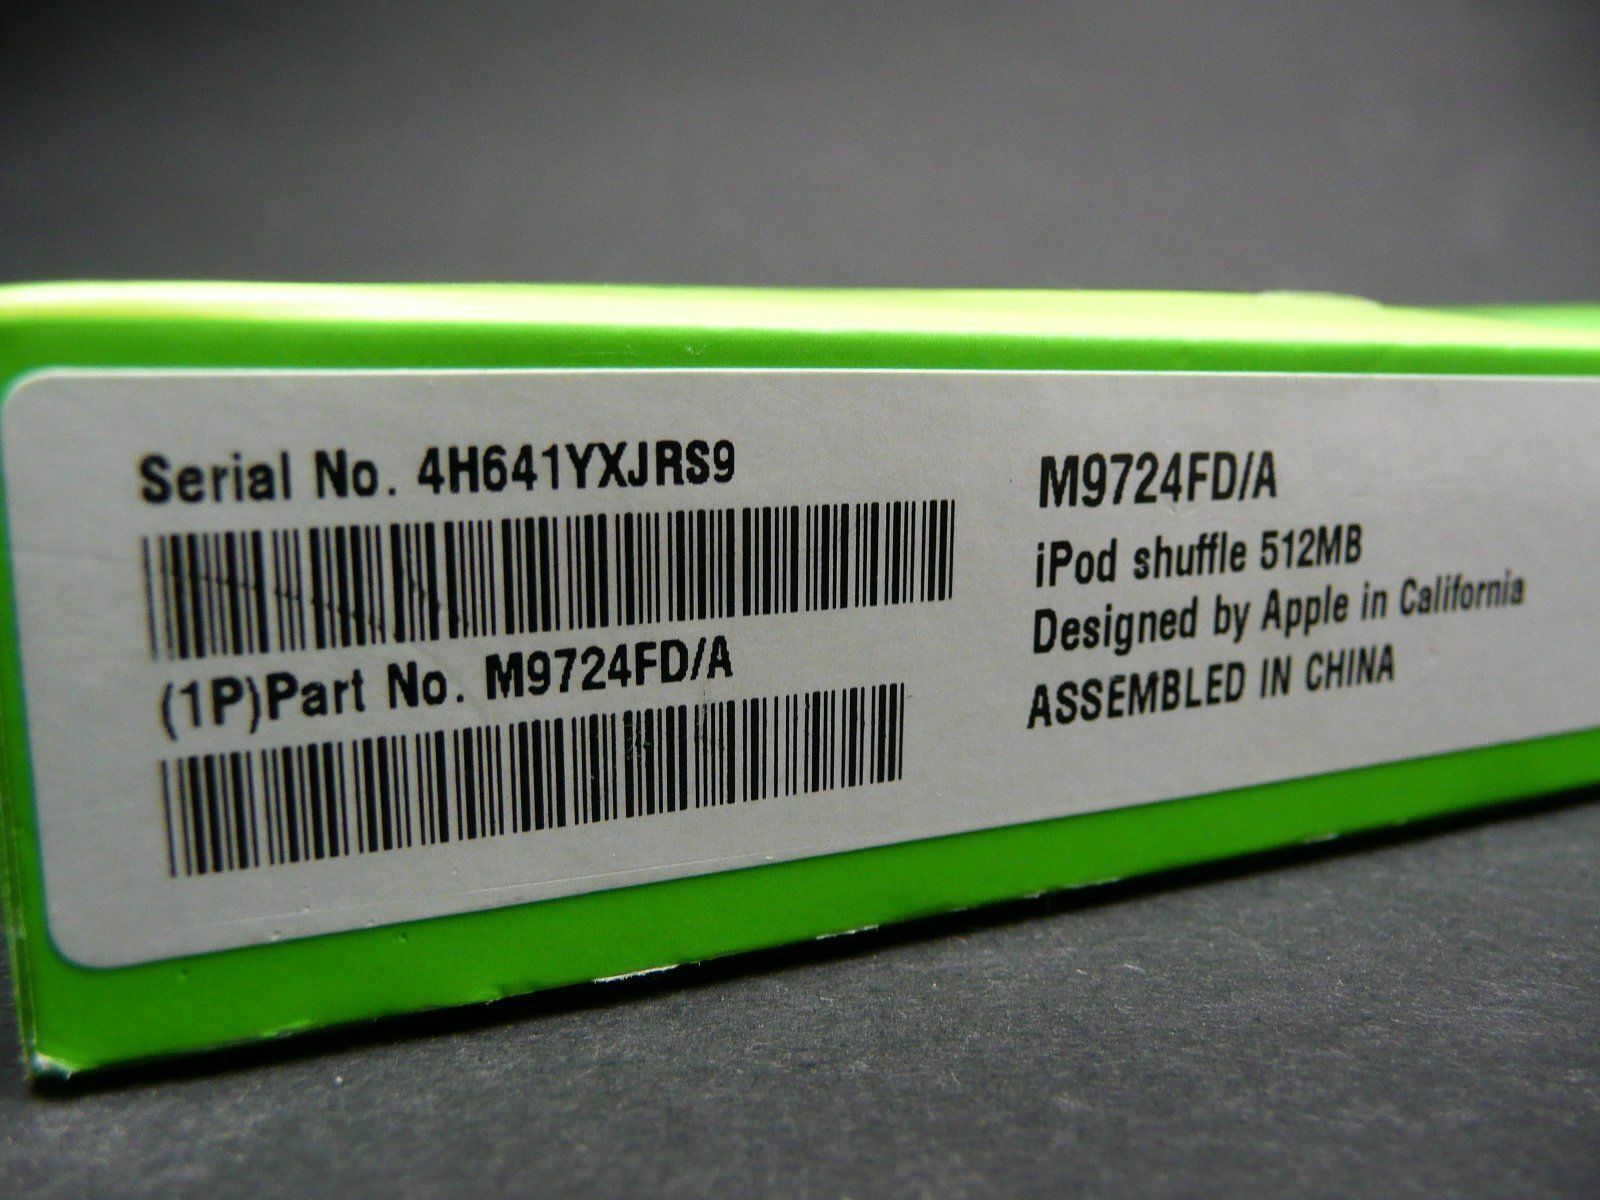 Serial No. 4H641YXJRS9
(1P)Part No. M9724FD/A
M9724FD/A
iPod shuffle 512MB
Designed by Apple in California
ASSEMBLED IN CHINA